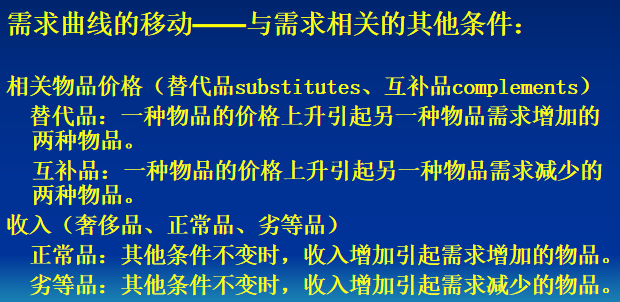 需求曲线的移动——与需求相关的其他条件：
相关物品价格（替代品substitutes、互补品complements）
替代品：一种物品的价格上升引起另一种物品需求增加的
两种物品。
互补品：一种物品的价格上升引起另一种物品需求减少的
两种物品。
收入（奢侈品、正常品、劣等品）
正常品：其他条件不变时，收入增加引起需求增加的物品。
劣等品：其他条件不变时，收入增加引起需求减少的物品。